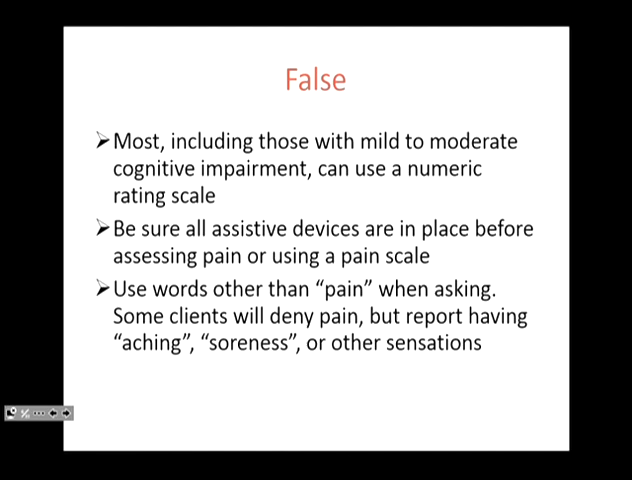 False
Most, including those with mild to moderate
cognitive impairment, can use a numeric
rating scale
Be sure all assistive devices are in place before
assessing pain or using a pain scale
Use words other than “pain” when asking.
Some clients will deny pain, but report having
“aching”, “soreness”, or other sensations